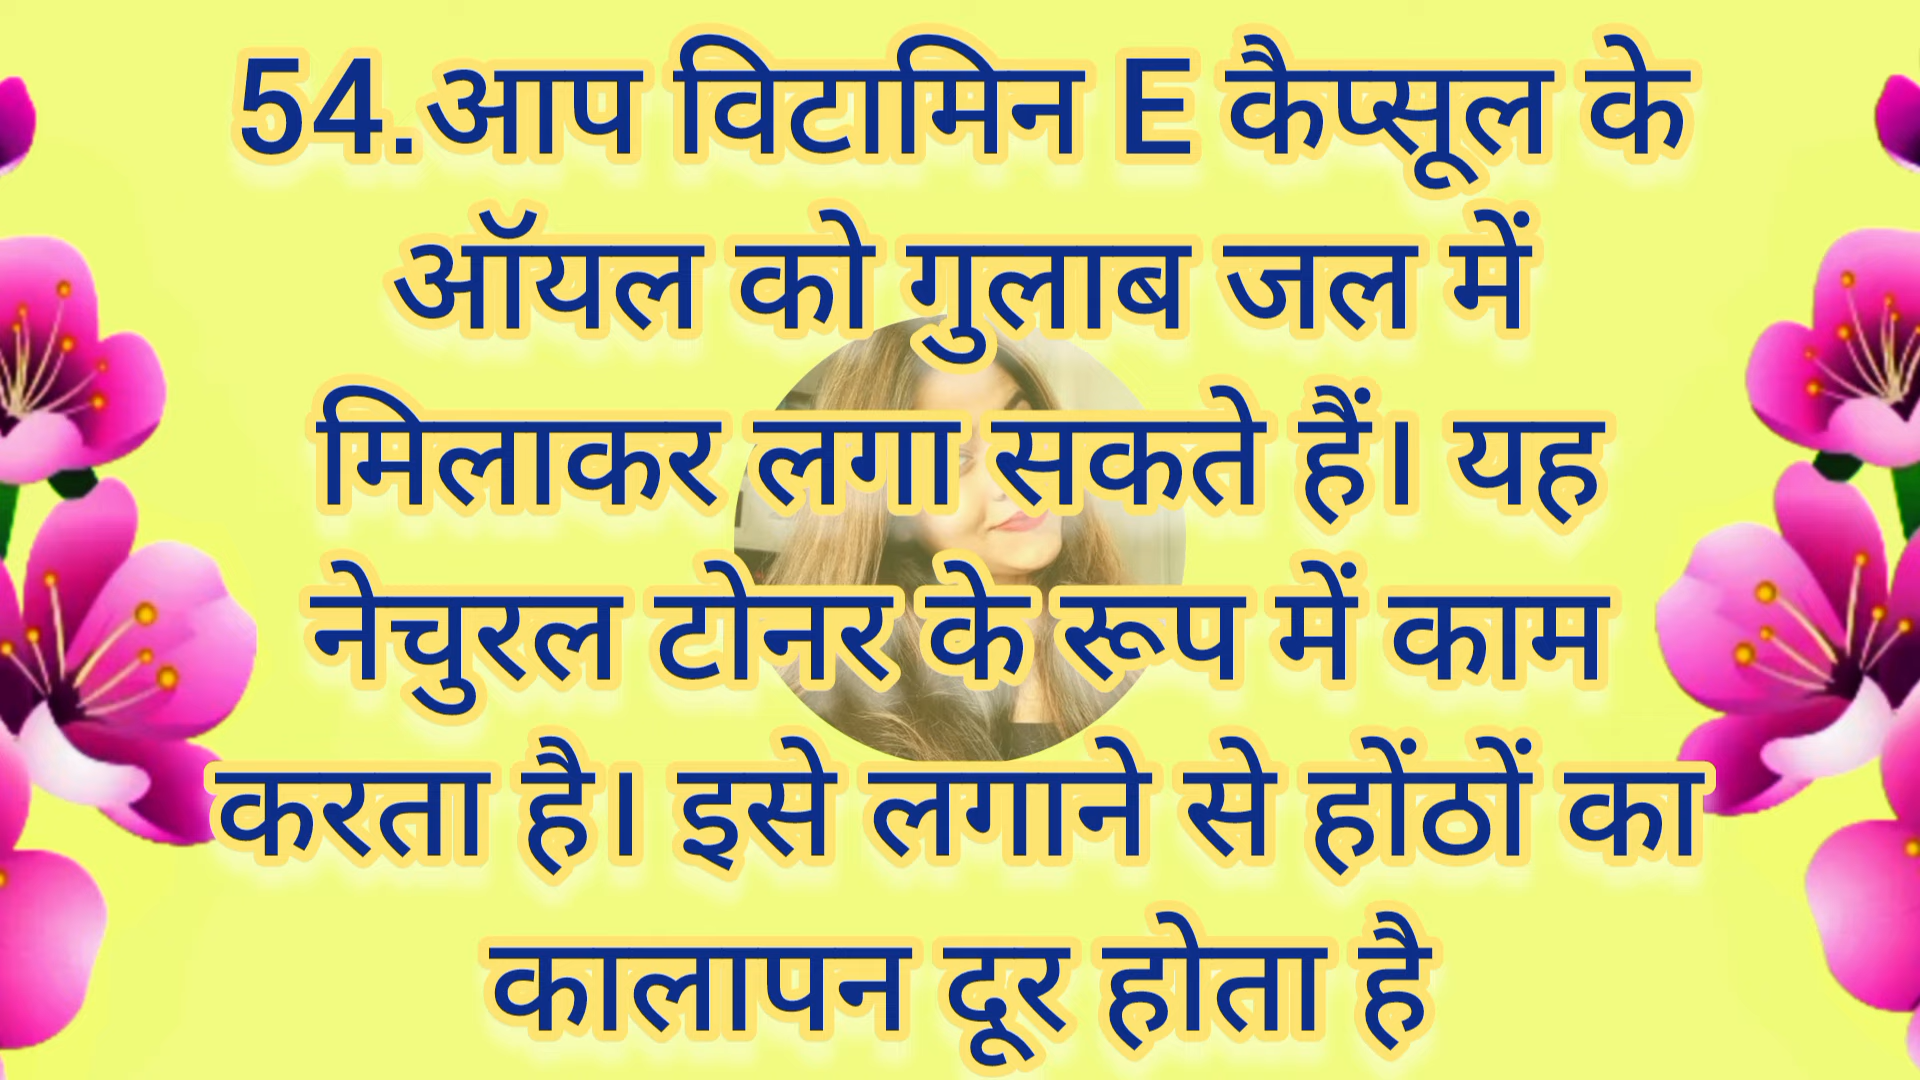 54.आप विटामिन E कैप्सूल के
ऑयल को गुलाब जल में
मिलाकर लगा सकते हैं। यह
नेचुरल टोनर के रूप में काम
करता है। इसे लगाने से होंठों का
कालापन दूर होता है